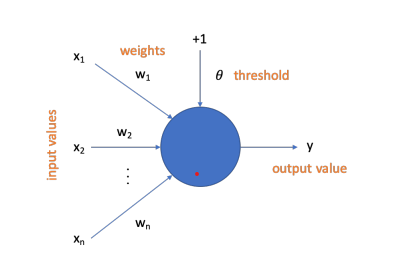 +1
weights
x1
w1
θ threshold
input values
x2
w2
y
output value
⋮
wn
xn